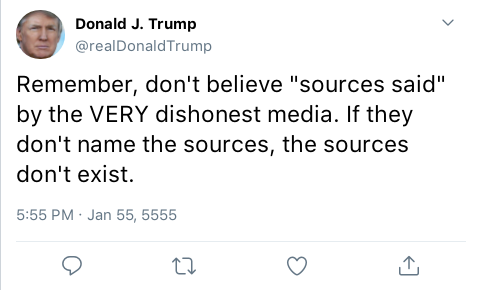 Donald J. Trump
@realDonaldTrump
Remember, don't believe "sources said"
by the VERY dishonest media. If they
don't name the sources, the sources
don't exist.
5:55 PM · Jan 55, 5555